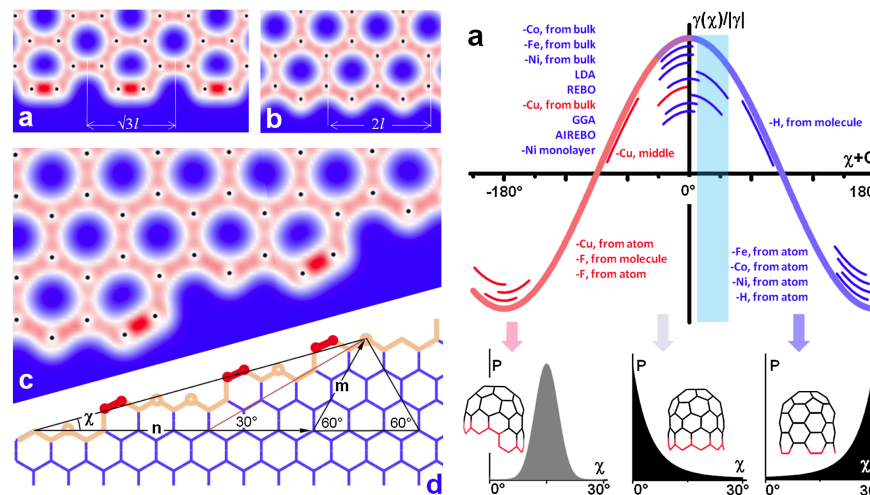 a
√3l
b
2l
c
χ
n
30°
m
60°
60°
d
a
γ(χ)/|γ|
-Co, from bulk
-Fe, from bulk
-Ni, from bulk
LDA
REBO
-Cu, from bulk
GGA
AIREBO
-Ni monolayer
-Cu, middle
-H, from molecule
χ+C
-180°
0°
180°
-Cu, from atom
-F, from molecule
-F, from atom
-Fe, from atom
-Co, from atom
-Ni, from atom
-H, from atom
P
χ
0°
30°
P
χ
0°
30°
P
χ
0°
30°